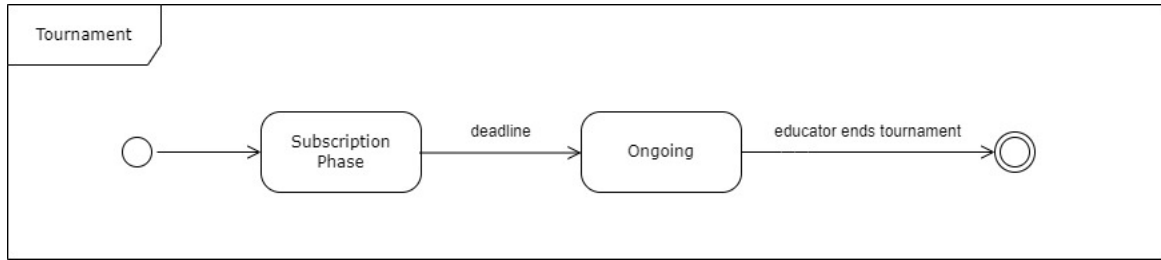 Tournament
Subscription
Phase
deadline
Ongoing
educator ends tournament